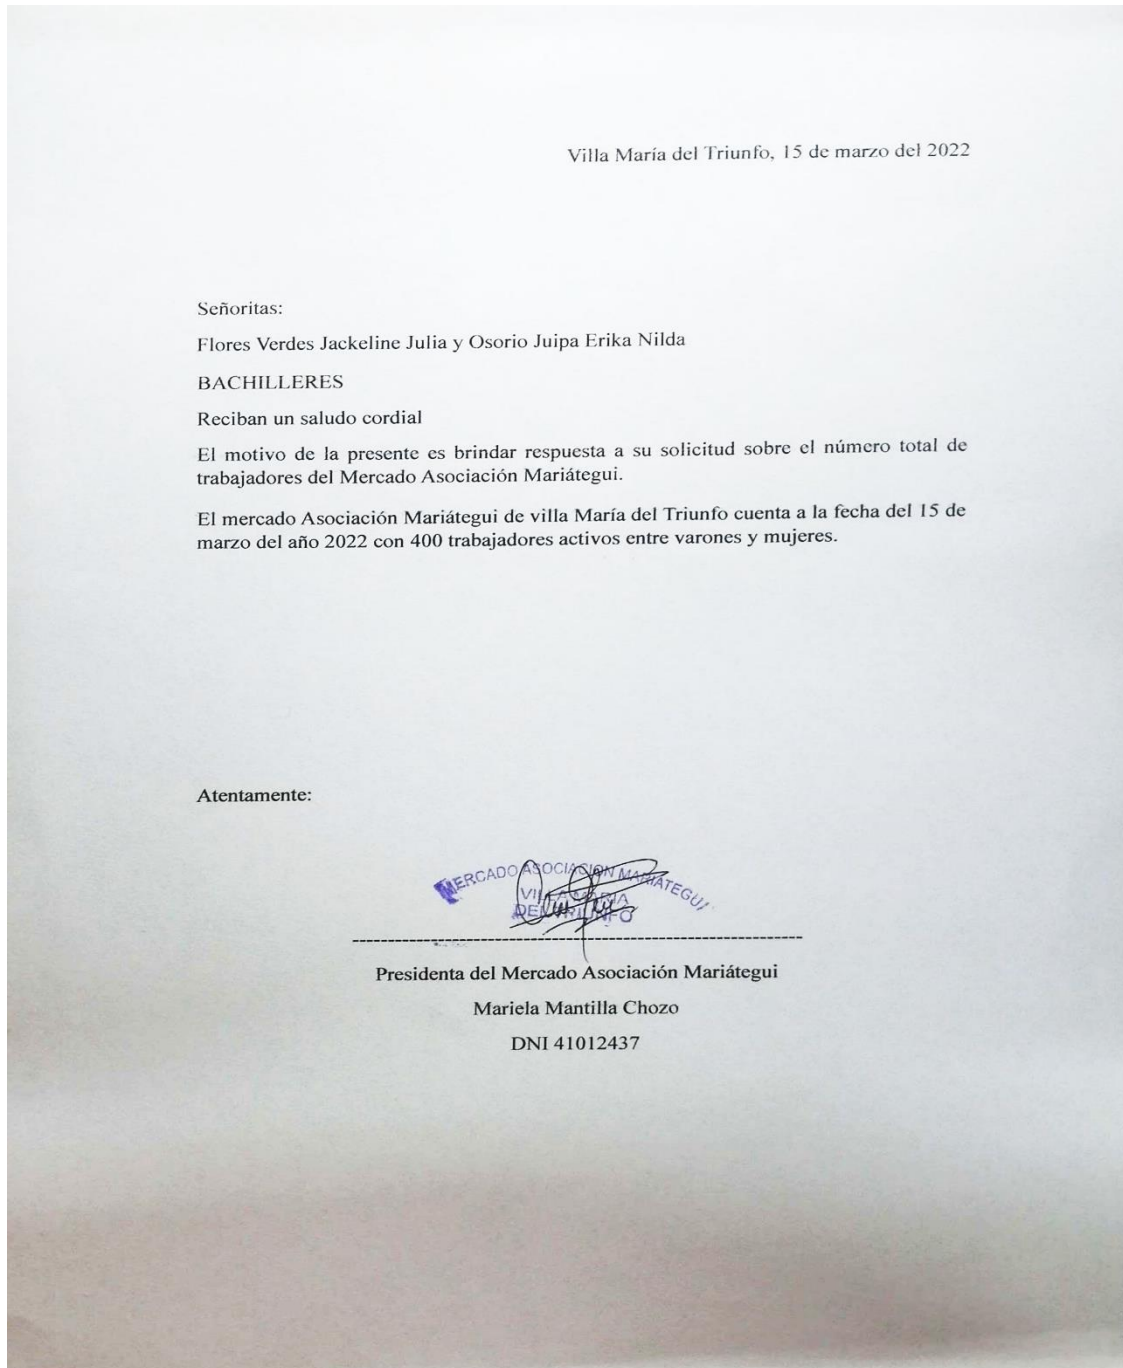 Villa María del Triunfo, 15 de marzo del 2022
Señoritas:
Flores Verdes Jackeline Julia y Osorio Juipa Erika Nilda
BACHILLERES
Reciban un saludo cordial
El motivo de la presente es brindar respuesta a su solicitud sobre el número total de
trabajadores del Mercado Asociación Mariátegui.
El mercado Asociación Mariátegui de villa María del Triunfo cuenta a la fecha del 15 de
marzo del año 2022 con 400 trabajadores activos entre varones y mujeres.
Atentamente:
MERCADO ASOCIACION MARIATEGUI
VILLA MARIA
DEL TRIUNFO
Presidenta del Mercado Asociación Mariátegui
Mariela Mantilla Chozo
DNI 41012437